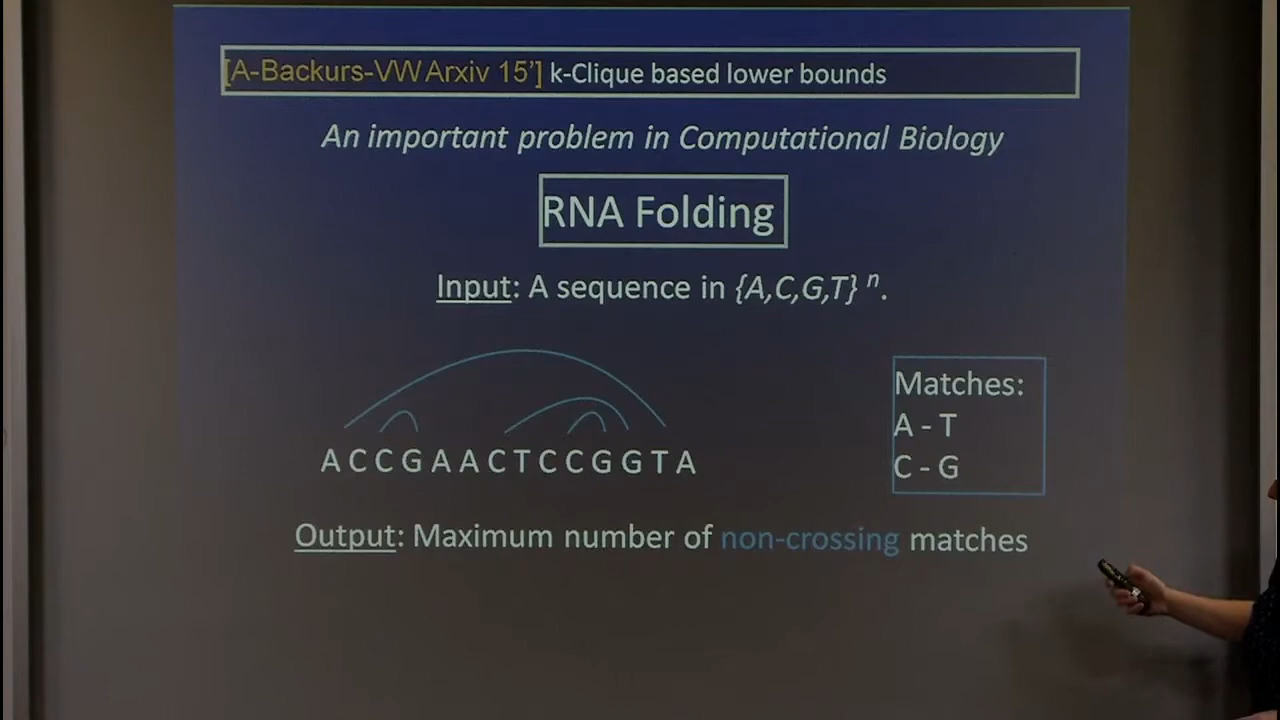 [A-Backurs-VW Arxiv 15’] k-Clique based lower bounds
An important problem in Computational Biology
RNA Folding
Input: A sequence in {A,C,G,T} n.
Matches:
A - T
C - G
A C C G A A C T C C G G T A
Output: Maximum number of non-crossing matches